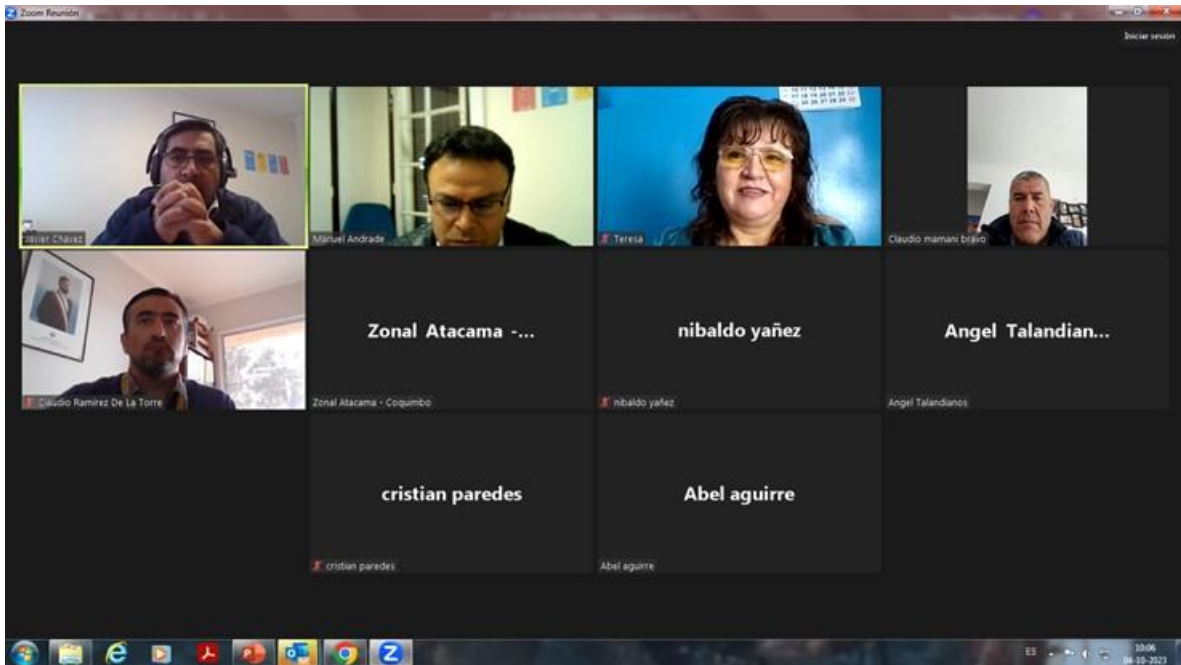 Zoom Reunión
Iniciar sesión
Javier Chavez
Manuel Andrade
Teresa
Claudio mamani bravo
Claudio Ramirez De La Torre
Zonal Atacama -...
Zonal Atacama - Coquimbo
nibaldo yañez
nibaldo yañez
Angel Talandian...
Angel Talandianos
cristian paredes
cristian paredes
Abel aguirre
Abel aguirre
ES
10:06
04-10-2023